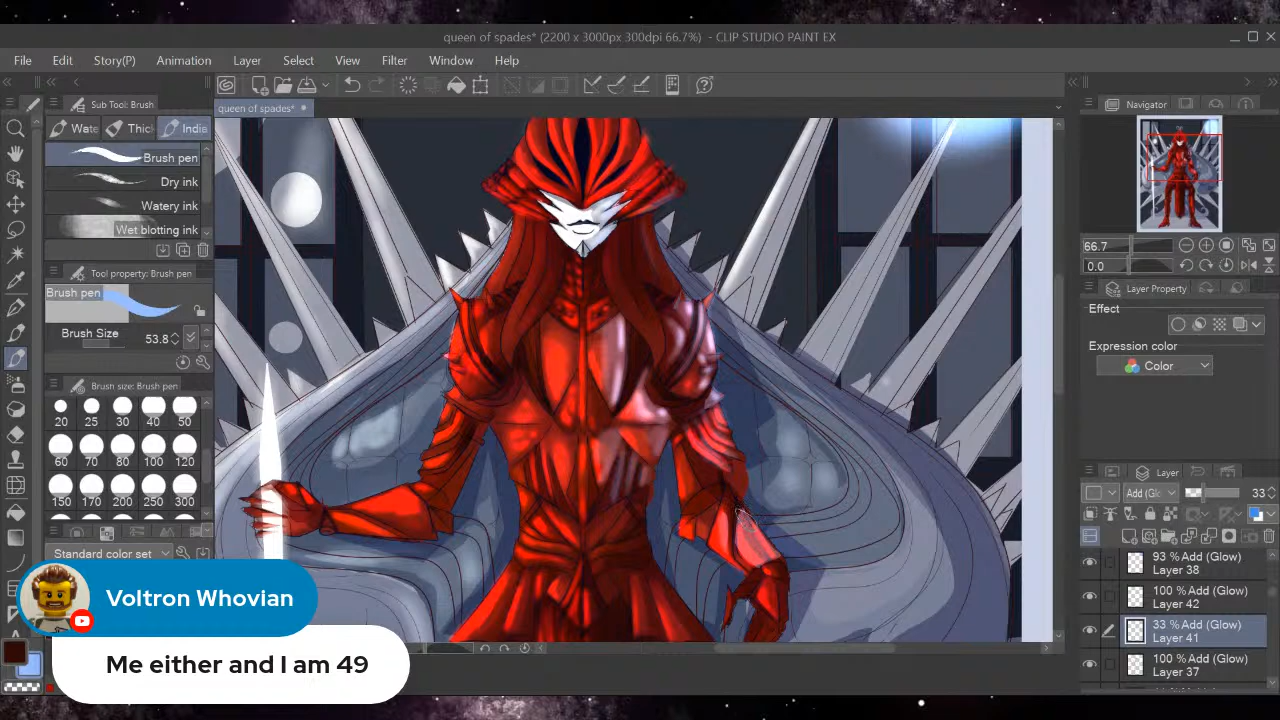 queen of spades* (2200 x 3000px 300dpi 66.7%) - CLIP STUDIO PAINT EX
File Edit Story(P) Animation Layer Select View Filter Window Help
Sub Tool: Brush
queen of spades*
Navigator
Wate Thic India
Brush pen
Dry ink
Watery ink
Wet blotting ink
66.7
0.0
Tool property: Brush pen
Brush pen
Layer Property
Effect
Brush Size 53.8
Expression color
Color
Brush size: Brush pen
20 25 30 40 50
60 70 80 100 120
150 170 200 250 300
Layer
33
Standard color set
93 % Add (Glow)
Layer 38
100 % Add (Glow)
Layer 42
33 % Add (Glow)
Layer 41
100 % Add (Glow)
Layer 37
Voltron Whovian
Me either and I am 49